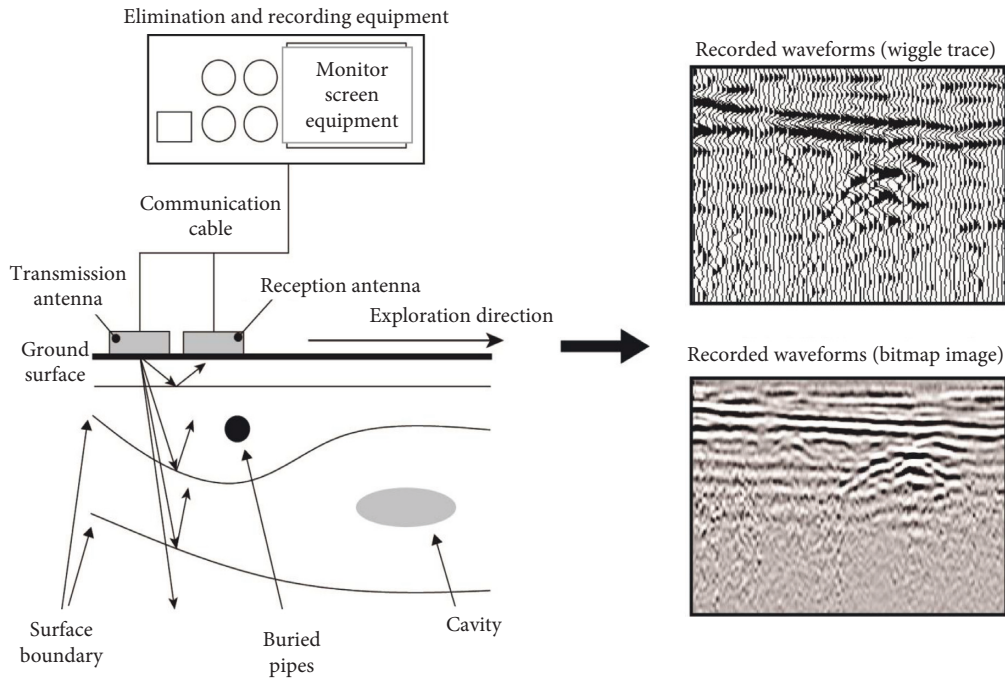 Elimination and recording equipment
Monitor
screen
equipment
Communication
cable
Transmission
antenna
Reception antenna
Exploration direction
Ground
surface
Surface
boundary
Buried
pipes
Cavity
Recorded waveforms (wiggle trace)
Recorded waveforms (bitmap image)